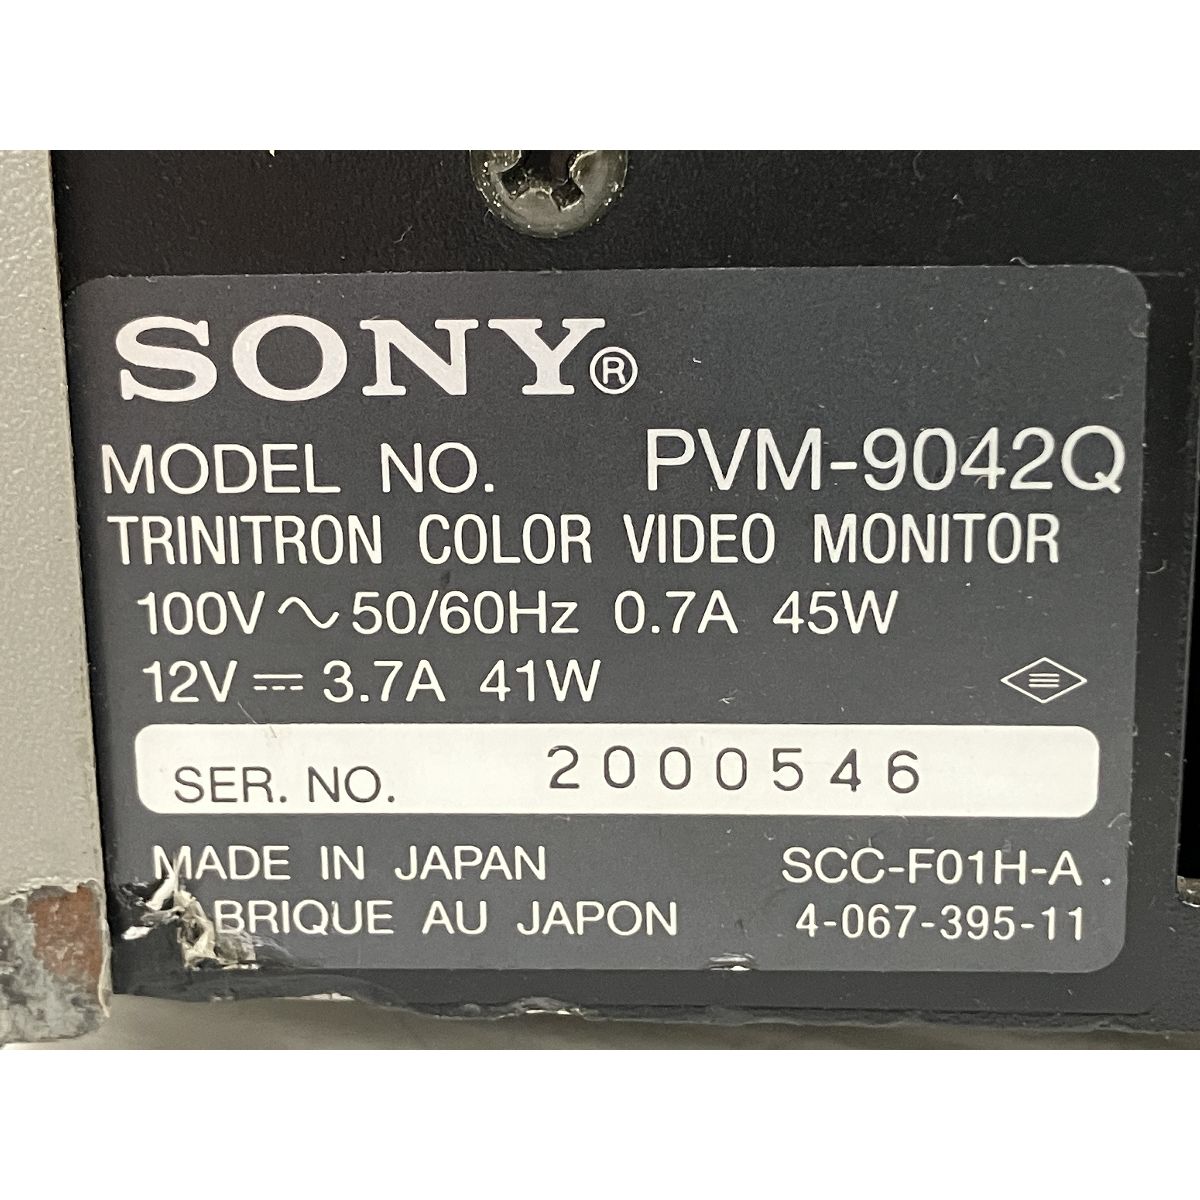 SONY®
MODEL NO. PVM-9042Q
TRINITRON COLOR VIDEO MONITOR
100V ~ 50/60Hz 0.7A 45W
12V ⎓ 3.7A 41W
SER. NO. 2000546
MADE IN JAPAN SCC-F01H-A
ABRIQUE AU JAPON 4-067-395-11